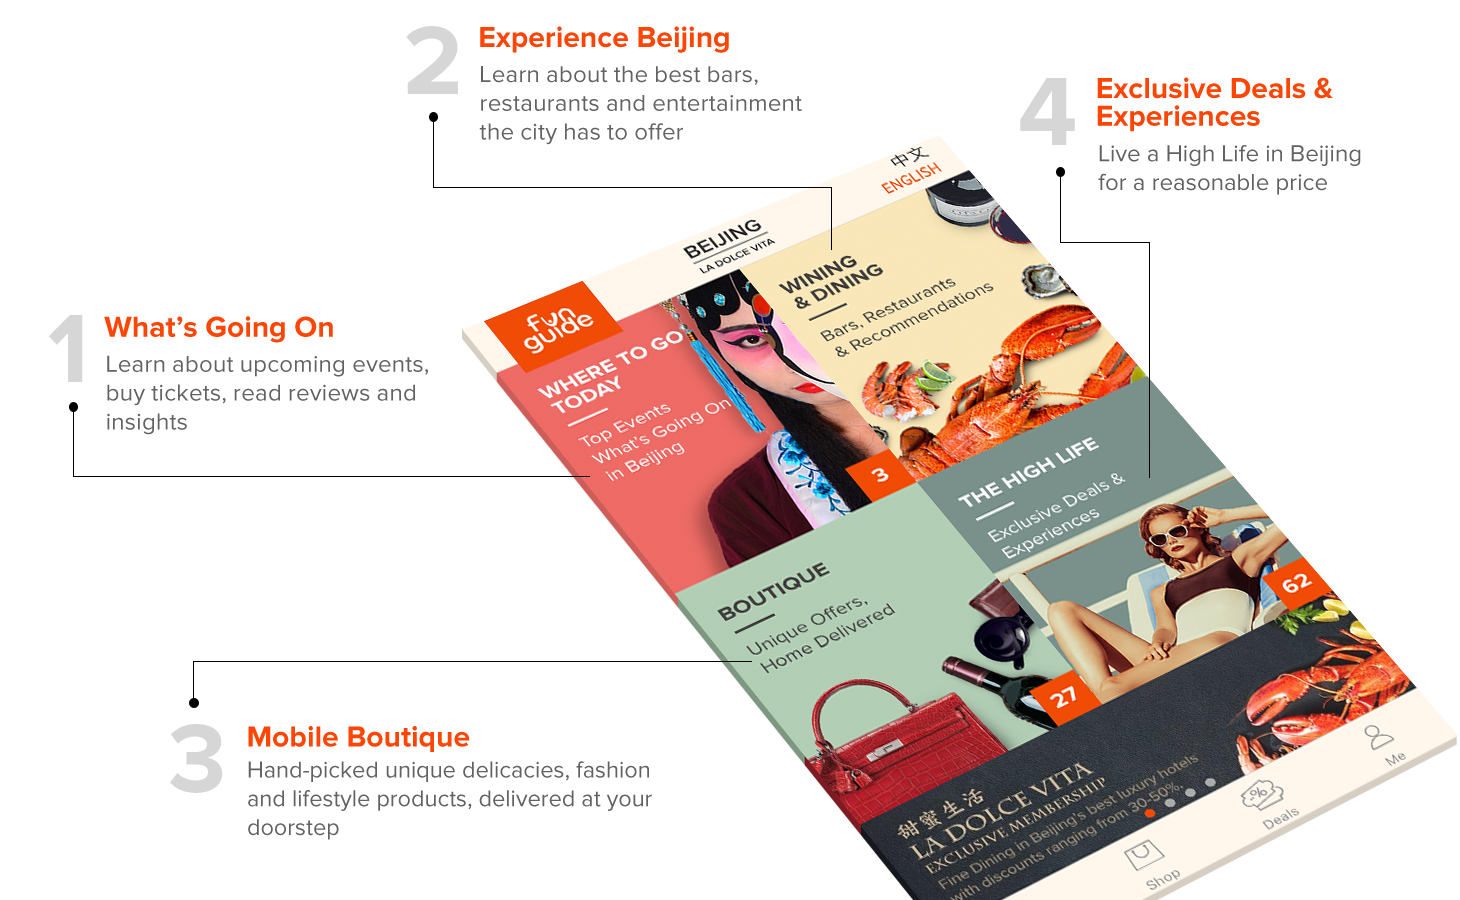 2
Experience Beijing
Learn about the best bars,
restaurants and entertainment
the city has to offer
4
Exclusive Deals &
Experiences
Live a High Life in Beijing
for a reasonable price
1
What’s Going On
Learn about upcoming events,
buy tickets, read reviews and
insights
3
Mobile Boutique
Hand-picked unique delicacies, fashion
and lifestyle products, delivered at your
doorstep
中文
ENGLISH
BEIJING
LA DOLCE VITA
fun
guide
WHERE TO GO
TODAY
Top Events
What's Going On
in Beijing
WINING
& DINING
Bars, Restaurants
& Recommendations
3
THE HIGH LIFE
Exclusive Deals &
Experiences
62
BOUTIQUE
Unique Offers,
Home Delivered
27
甜蜜生活
LA DOLCE VITA
EXCLUSIVE MEMBERSHIP
Fine Dining in Beijing's best luxury hotels
with discounts ranging from 30-50%.
Shop
%
Deals
Me